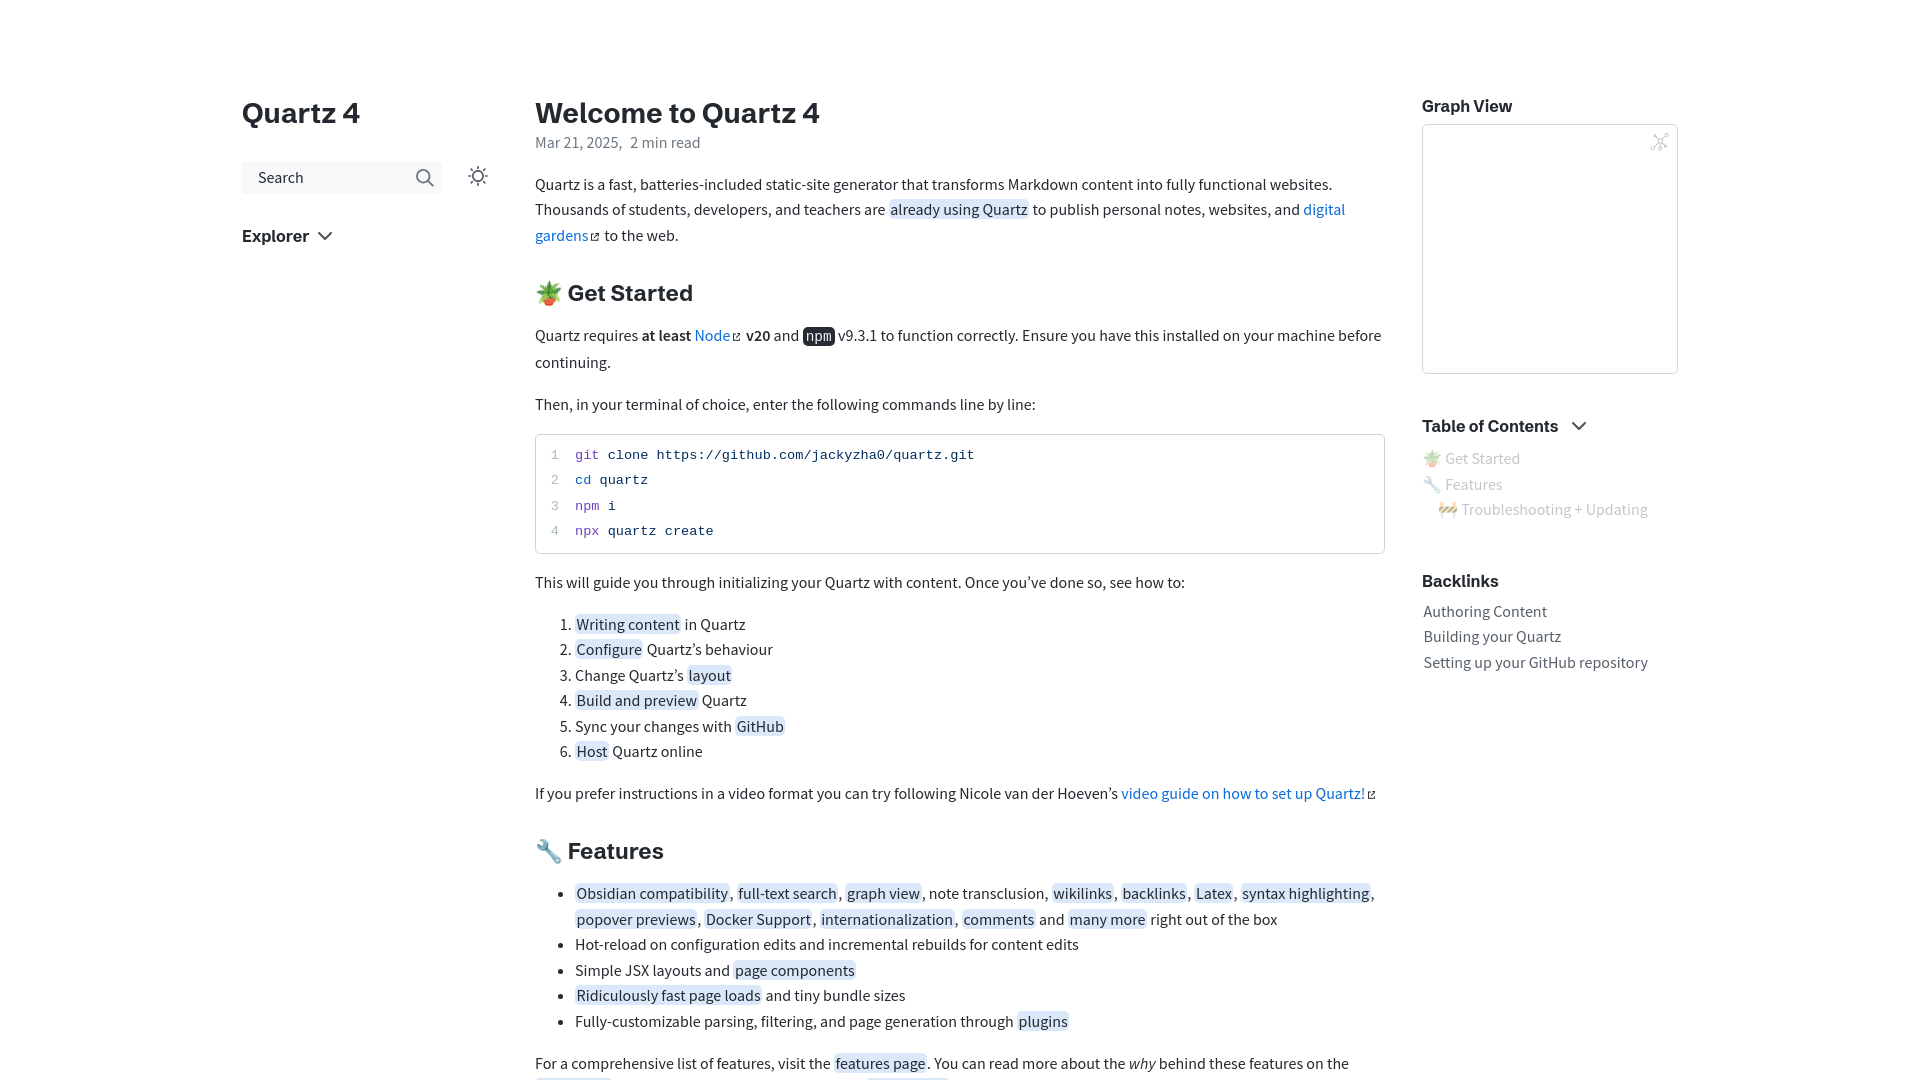 Quartz 4
Search
Explorer
Welcome to Quartz 4
Mar 21, 2025, 2 min read
Quartz is a fast, batteries-included static-site generator that transforms Markdown content into fully functional websites.
Thousands of students, developers, and teachers are already using Quartz to publish personal notes, websites, and digital
gardens to the web.
🪴 Get Started
Quartz requires at least Node v20 and npm v9.3.1 to function correctly. Ensure you have this installed on your machine before
continuing.
Then, in your terminal of choice, enter the following commands line by line:
1 git clone https://github.com/jackyzha0/quartz.git
2 cd quartz
3 npm i
4 npx quartz create
This will guide you through initializing your Quartz with content. Once you’ve done so, see how to:
1. Writing content in Quartz
2. Configure Quartz’s behaviour
3. Change Quartz’s layout
4. Build and preview Quartz
5. Sync your changes with GitHub
6. Host Quartz online
If you prefer instructions in a video format you can try following Nicole van der Hoeven’s video guide on how to set up Quartz!
🔧 Features
• Obsidian compatibility, full-text search, graph view, note transclusion, wikilinks, backlinks, Latex, syntax highlighting,
popover previews, Docker Support, internationalization, comments and many more right out of the box
• Hot-reload on configuration edits and incremental rebuilds for content edits
• Simple JSX layouts and page components
• Ridiculously fast page loads and tiny bundle sizes
• Fully-customizable parsing, filtering, and page generation through plugins
For a comprehensive list of features, visit the features page. You can read more about the why behind these features on the
Graph View
Table of Contents
🪴 Get Started
🔧 Features
🚧 Troubleshooting + Updating
Backlinks
Authoring Content
Building your Quartz
Setting up your GitHub repository